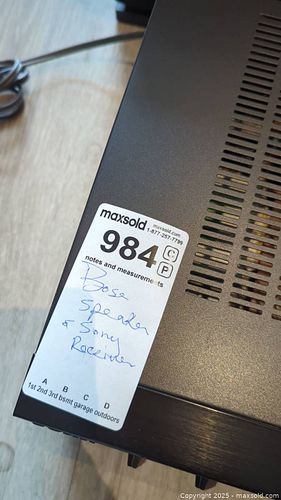 maxsold maxsold.com
1-877-257-7799
984 C
P
notes and measurements
Bose
Speaker
& Sony
Receiver
A B C D
1st 2nd 3rd bsmt garage outdoors
Copyright © 2025 - maxsold.com